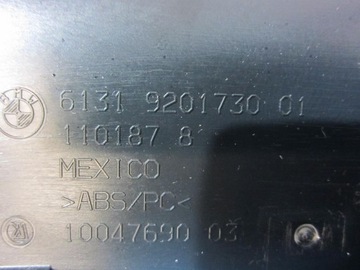 6131 9201730 01
110187 8
MEXICO
>ABS/PC<
10047690 03